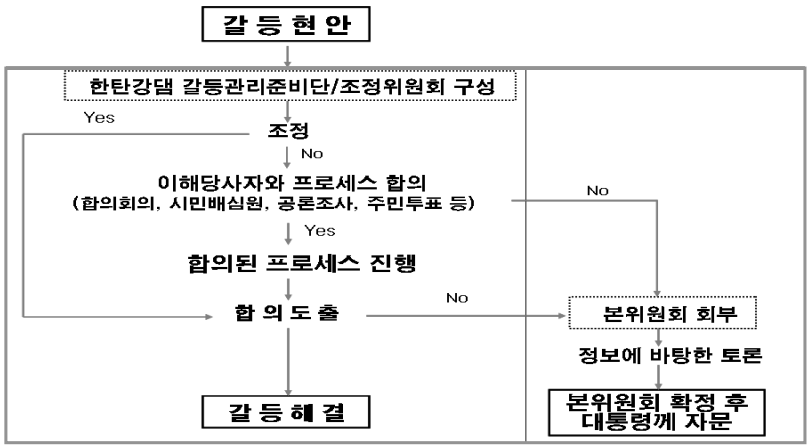 갈등현안
한탄강댐 갈등관리준비단/조정위원회 구성
Yes
조정
No
이해당사자와 프로세스 합의
(합의회의, 시민배심원, 공론조사, 주민투표 등)
No
Yes
합의된 프로세스 진행
합의도출
No
본위원회 회부
정보에 바탕한 토론
갈등해결
본위원회 확정 후
대통령께 자문